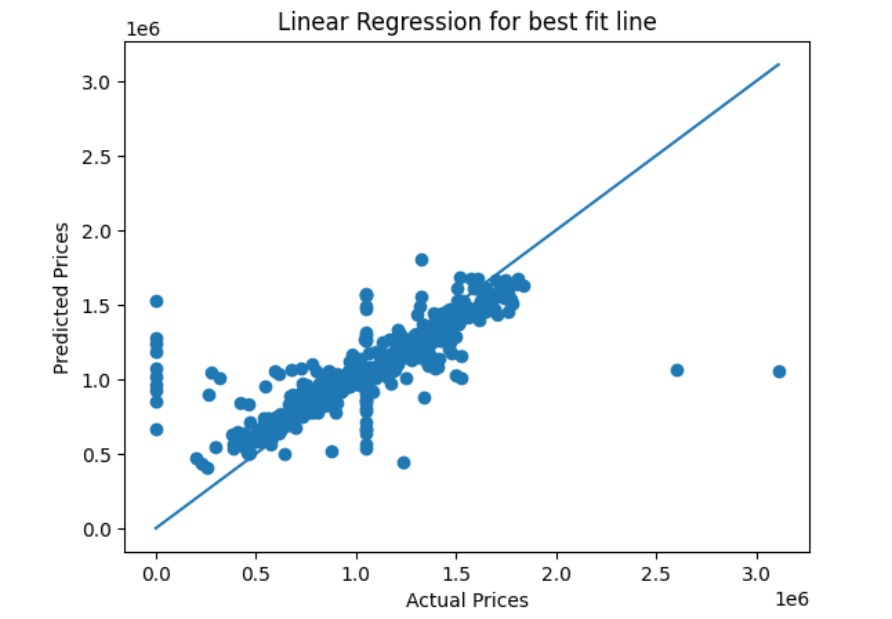 Linear Regression for best fit line
1e6
3.0
2.5
2.0
1.5
1.0
0.5
0.0
Predicted Prices
0.0 0.5 1.0 1.5 2.0 2.5 3.0
Actual Prices
1e6